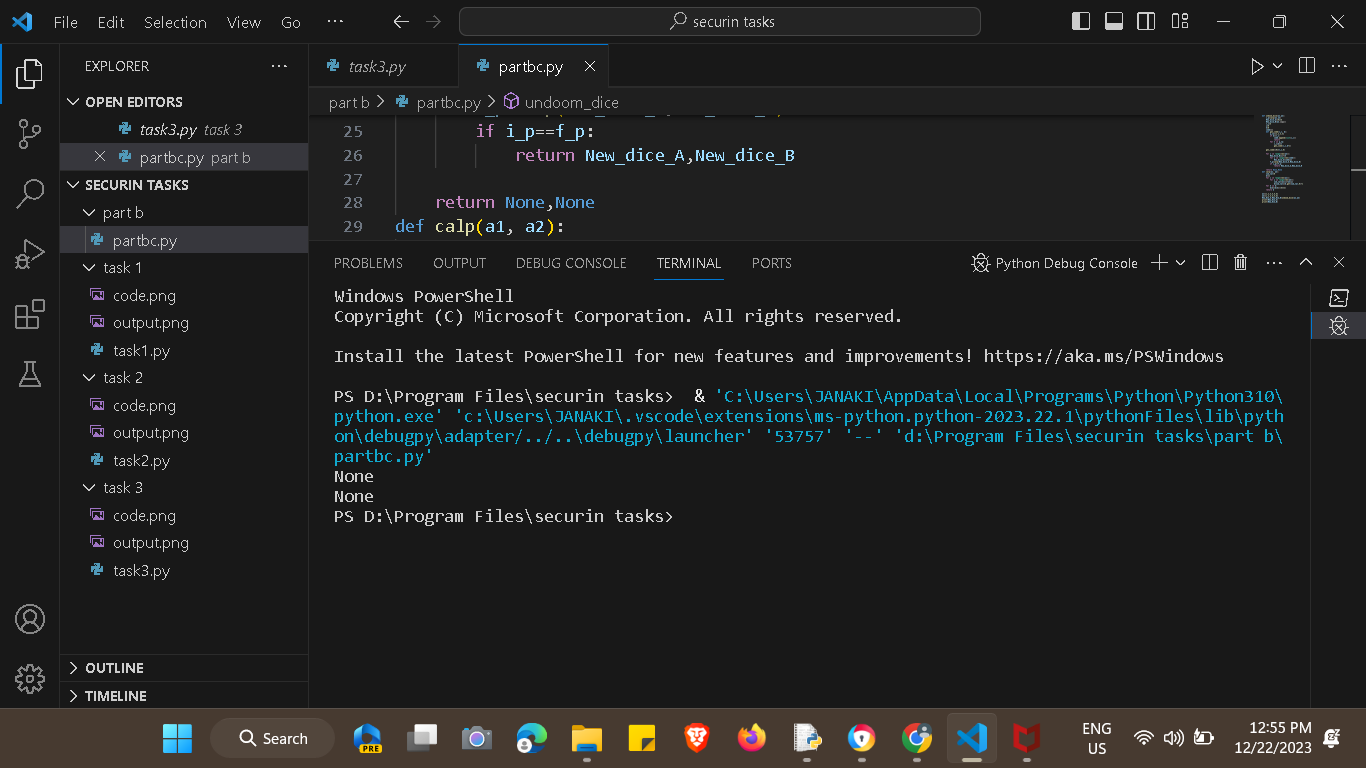 File Edit Selection View Go ··· securin tasks
EXPLORER ···
OPEN EDITORS
task3.py task 3
partbc.py part b
SECURIN TASKS
part b
partbc.py
task 1
code.png
output.png
task1.py
task 2
code.png
output.png
task2.py
task 3
code.png
output.png
task3.py
OUTLINE
TIMELINE
task3.py partbc.py
part b > partbc.py > undoom_dice
25 if i_p==f_p:
26 return New_dice_A,New_dice_B
27
28 return None,None
29 def calp(a1, a2):
PROBLEMS OUTPUT DEBUG CONSOLE TERMINAL PORTS Python Debug Console
Windows PowerShell
Copyright (C) Microsoft Corporation. All rights reserved.
Install the latest PowerShell for new features and improvements! https://aka.ms/PSWindows
PS D:\Program Files\securin tasks>  & 'C:\Users\JANAKI\AppData\Local\Programs\Python\Python310\
python.exe' 'c:\Users\JANAKI\.vscode\extensions\ms-python.python-2023.22.1\pythonFiles\lib\pyth
on\debugpy\adapter/../..\debugpy\launcher' '53757' '--' 'd:\Program Files\securin tasks\part b\
partbc.py'
None
None
PS D:\Program Files\securin tasks>
Search
PRE
ENG
US
12:55 PM
12/22/2023